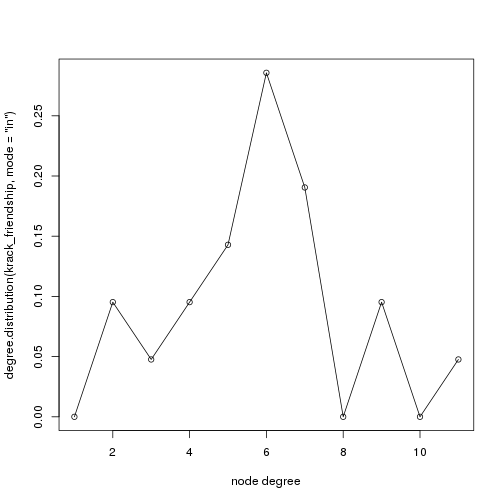 degree.distribution(krack_friendship, mode = "in")
0.25
0.20
0.15
0.10
0.05
0.00
2 4 6 8 10
node degree